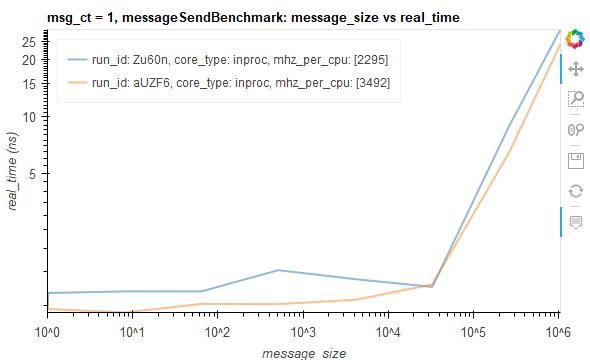 msg_ct = 1, messageSendBenchmark: message_size vs real_time
run_id: Zu60n, core_type: inproc, mhz_per_cpu: [2295]
run_id: aUZF6, core_type: inproc, mhz_per_cpu: [3492]
25
20
15
10
5
real_time (ns)
10^0
10^1
10^2
10^3
10^4
10^5
10^6
message_size